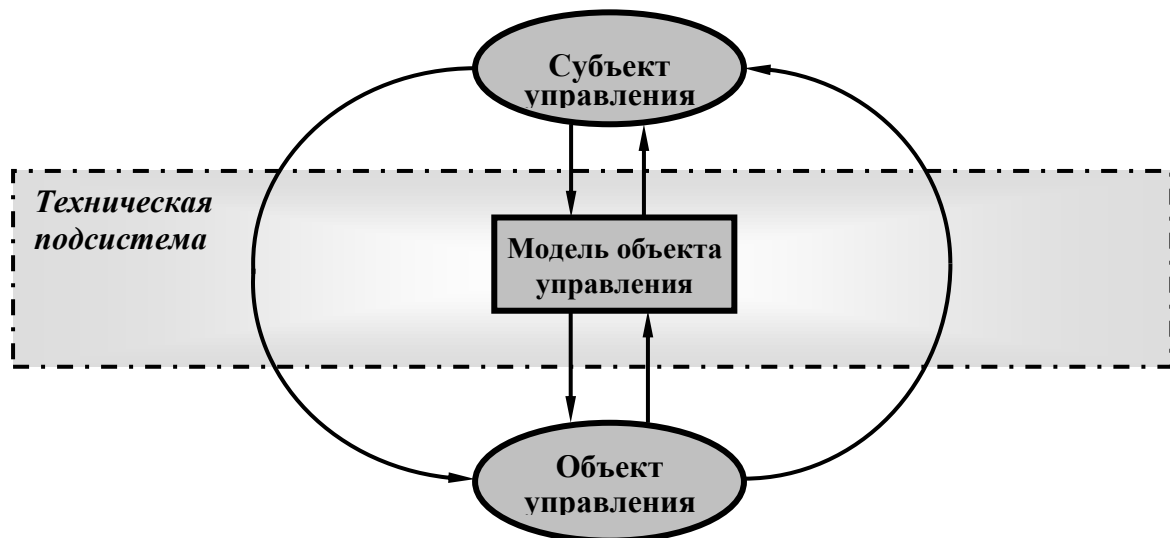 Субъект
управления
Техническая
подсистема
Модель объекта
управления
Объект
управления